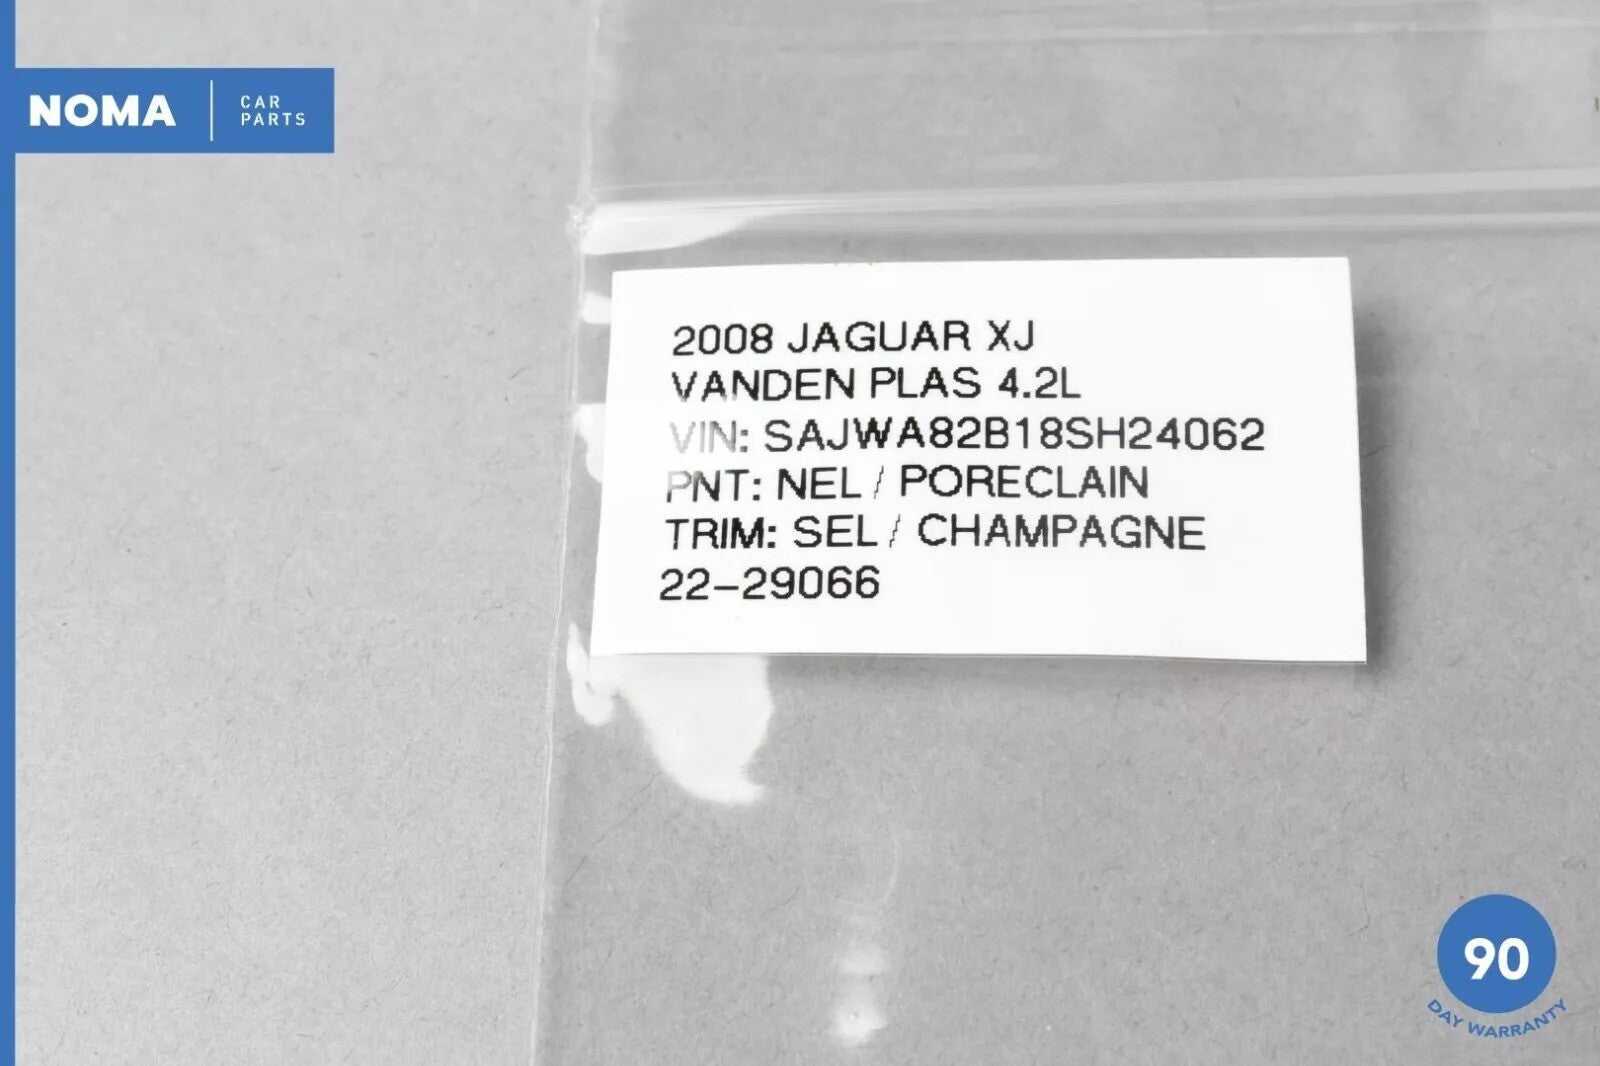 NOMA
CAR
PARTS
2008 JAGUAR XJ
VANDEN PLAS 4.2L
VIN: SAJWA82B18SH24062
PNT: NEL / PORECLAIN
TRIM: SEL / CHAMPAGNE
22-29066
90
DAY WARRANTY